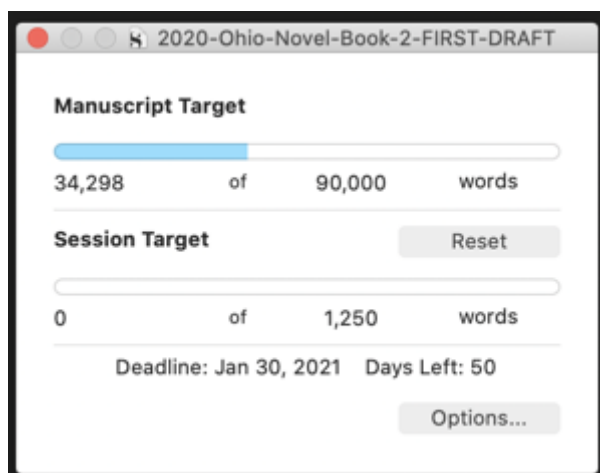 2020-Ohio-Novel-Book-2-FIRST-DRAFT
Manuscript Target
34,298 of 90,000 words
Session Target Reset
0 of 1,250 words
Deadline: Jan 30, 2021 Days Left: 50
Options...